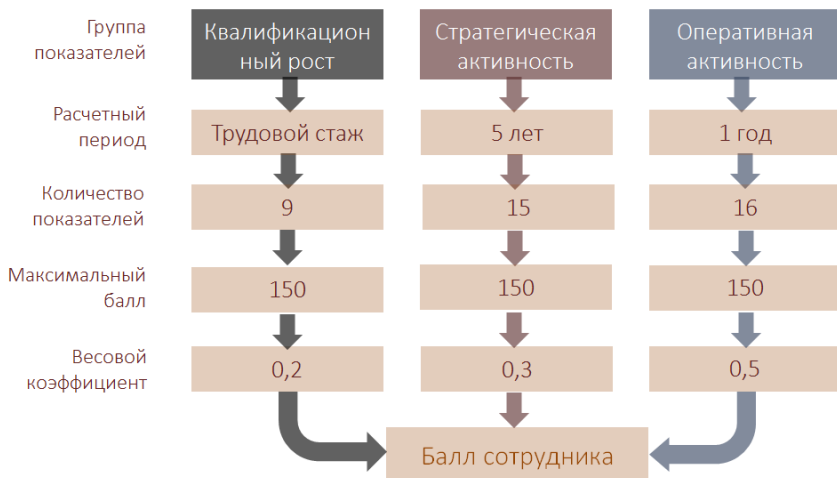 Группа
показателей
Квалификацион
ный рост
Стратегическая
активность
Оперативная
активность
Расчетный
период
Трудовой стаж
5 лет
1 год
Количество
показателей
9
15
16
Максимальный
балл
150
150
150
Весовой
коэффициент
0,2
0,3
0,5
Балл сотрудника